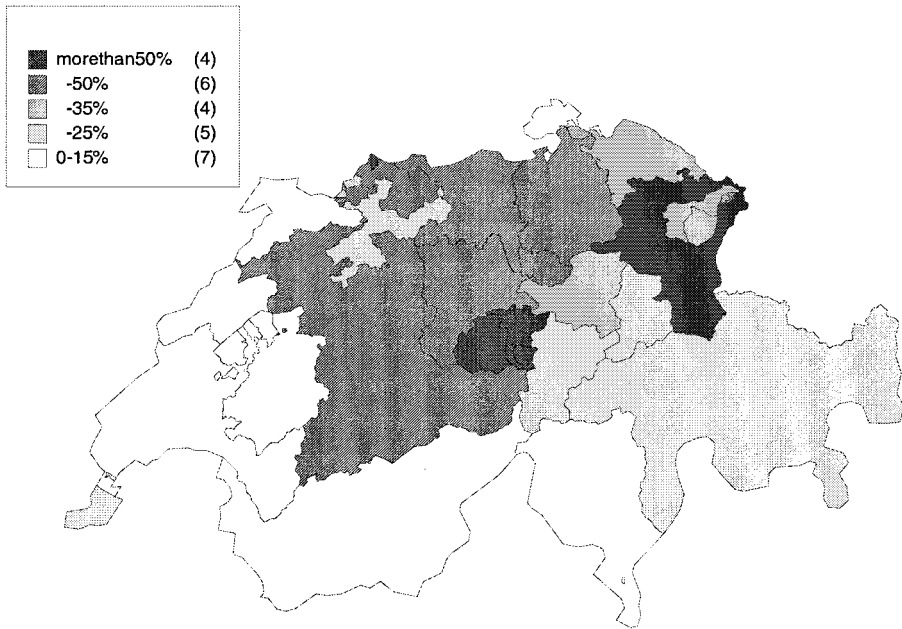 morethan50% (4)
-50% (6)
-35% (4)
-25% (5)
0-15% (7)